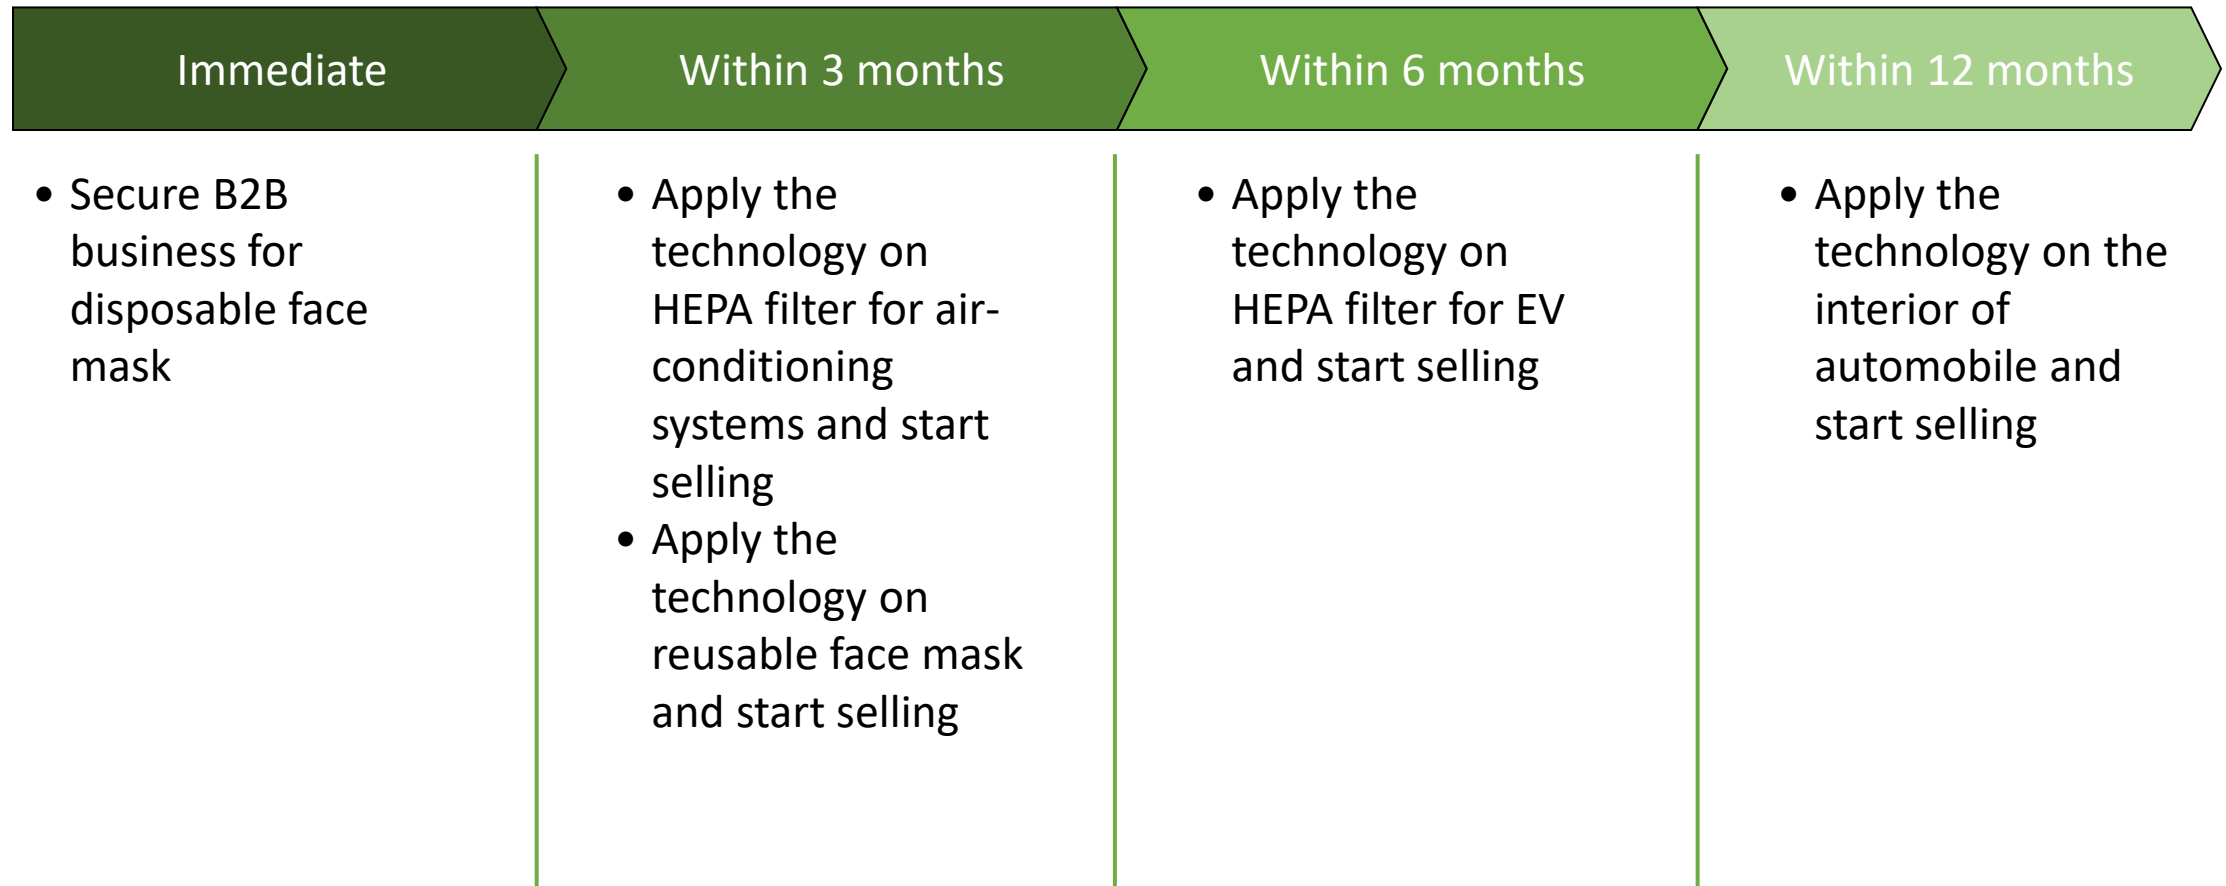 Immediate
Within 3 months
Within 6 months
Within 12 months
• Secure B2B
business for
disposable face
mask
• Apply the
technology on
HEPA filter for air-
conditioning
systems and start
selling
• Apply the
technology on
reusable face mask
and start selling
• Apply the
technology on
HEPA filter for EV
and start selling
• Apply the
technology on the
interior of
automobile and
start selling